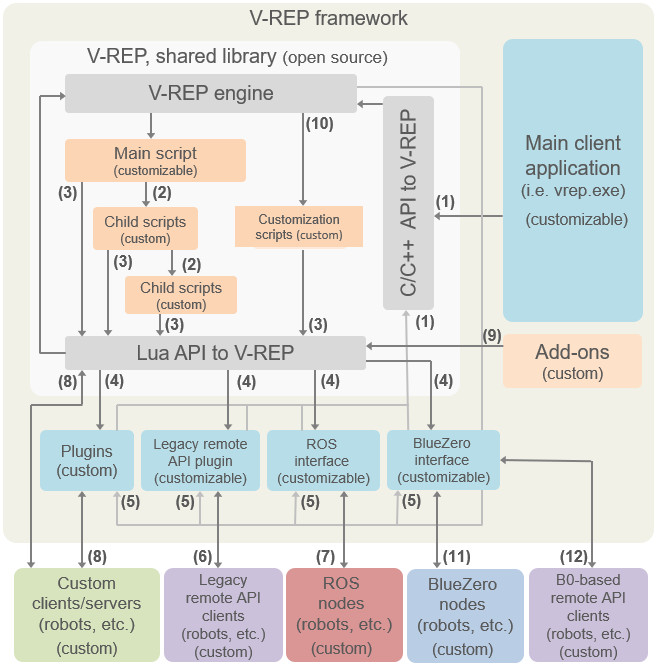 V-REP framework
V-REP, shared library (open source)
V-REP engine
(10)
Main script
(customizable)
(3)
(2)
Child scripts
(custom)
Customization
scripts (custom)
(3)
(2)
Child scripts
(custom)
(3)
(3)
C/C++ API to V-REP
(1)
(1)
Main client
application
(i.e. vrep.exe)
(customizable)
Lua API to V-REP
(9)
Add-ons
(custom)
(8)
(4)
(4)
(4)
(4)
Plugins
(custom)
Legacy remote
API plugin
(customizable)
ROS
interface
(customizable)
BlueZero
interface
(customizable)
(5)
(5)
(5)
(5)
(8)
(6)
(7)
(11)
(12)
Custom
clients/servers
(robots, etc.)
(custom)
Legacy
remote API
clients
(robots, etc.)
(custom)
ROS
nodes
(robots, etc.)
(custom)
BlueZero
nodes
(robots, etc.)
(custom)
B0-based
remote API
clients
(robots, etc.)
(custom)